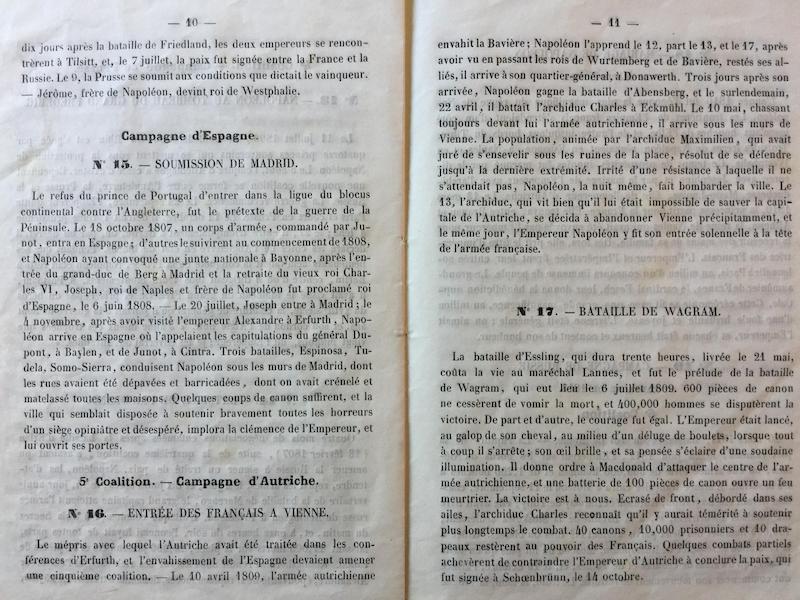 — 10 —
dix jours après la bataille de Friedland, les deux empereurs se rencon-
trèrent à Tilsitt, et, le 7 juillet, la paix fut signée entre la France et la
Russie. Le 9, la Prusse se soumit aux conditions que dictait le vainqueur.
— Jérôme, frère de Napoléon, devint roi de Westphalie.
Campagne d'Espagne.
N° 15. — SOUMISSION DE MADRID.
Le refus du prince de Portugal d'entrer dans la ligue du blocus
continental contre l'Angleterre, fut le prétexte de la guerre de la
Péninsule. Le 18 octobre 1807, un corps d'armée, commandé par Ju-
not, entra en Espagne; d'autres le suivirent au commencement de 1808,
et Napoléon ayant convoqué une junte nationale à Bayonne, après l'en-
trée du grand-duc de Berg à Madrid et la retraite du vieux roi Char-
les VI, Joseph, roi de Naples et frère de Napoléon fut proclamé roi
d'Espagne, le 6 juin 1808. — Le 20 juillet, Joseph entre à Madrid; le
4 novembre, après avoir visité l'empereur Alexandre à Erfurth, Napo-
léon arrive en Espagne où l'appelaient les capitulations du général Du-
pont, à Baylen, et de Junot, à Cintra. Trois batailles, Espinosa, Tu-
dela, Somo-Sierra, conduisent Napoléon sous les murs de Madrid, dont
les rues avaient été dépavées et barricadées, dont on avait crénelé et
matelassé toutes les maisons. Quelques coups de canon suffirent, et la
ville qui semblait disposée à soutenir bravement toutes les horreurs
d'un siège opiniâtre et désespéré, implora la clémence de l'Empereur, et
lui ouvrit ses portes.
5e Coalition. — Campagne d'Autriche.
N° 16. — ENTRÉE DES FRANÇAIS A VIENNE.
Le mépris avec lequel l'Autriche avait été traitée dans les con-
férences d'Erfurth, et l'envahissement de l'Espagne devaient amener
une cinquième coalition. — Le 10 avril 1809, l'armée autrichienne
— 11 —
envahit la Bavière; Napoléon l'apprend le 12, part le 13, et le 17, après
avoir vu en passant les rois de Wurtemberg et de Bavière, restés ses al-
liés, il arrive à son quartier-général, à Donawerth. Trois jours après son
arrivée, Napoléon gagne la bataille d'Abensberg, et le surlendemain,
22 avril, il battait l'archiduc Charles à Eckmühl. Le 10 mai, chassant
toujours devant lui l'armée autrichienne, il arrive sous les murs de
Vienne. La population, animée par l'archiduc Maximilien, qui avait
juré de s'ensevelir sous les ruines de la place, résolut de se défendre
jusqu'à la dernière extrémité. Irrité d'une résistance à laquelle il ne
s'attendait pas, Napoléon, la nuit même, fait bombarder la ville. Le
13, l'archiduc, qui vit bien qu'il lui était impossible de sauver la capi-
tale de l'Autriche, se décida à abandonner Vienne précipitamment, et
le même jour, l'Empereur Napoléon y fit son entrée solennelle à la tête
de l'armée française.
N° 17. — BATAILLE DE WAGRAM.
La bataille d'Essling, qui dura trente heures, livrée le 21 mai,
coûta la vie au maréchal Lannes, et fut le prélude de la bataille
de Wagram, qui eut lieu le 6 juillet 1809. 600 pièces de canon
ne cessèrent de vomir la mort, et 400,000 hommes se disputèrent la
victoire. De part et d'autre, le courage fut égal. L'Empereur était lancé,
au galop de son cheval, au milieu d'un déluge de boulets, lorsque tout
à coup il s'arrête; son œil brille, et sa pensée s'éclaire d'une soudaine
illumination. Il donne ordre à Macdonald d'attaquer le centre de l'ar-
mée autrichienne, et une batterie de 100 pièces de canon ouvre un feu
meurtrier. La victoire est à nous. Ecrasé de front, débordé dans ses
ailes, l'archiduc Charles reconnaît qu'il y aurait témérité à soutenir
plus longtemps le combat. 40 canons, 10,000 prisonniers et 10 dra-
peaux restèrent au pouvoir des Français. Quelques combats partiels
achevèrent de contraindre l'Empereur d'Autriche à conclure la paix, qui
fut signée à Schœnbrünn, le 14 octobre.